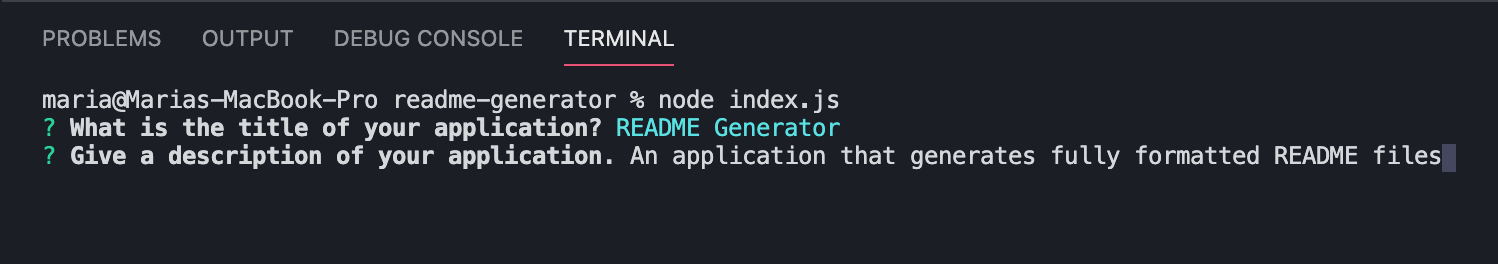 PROBLEMS OUTPUT DEBUG CONSOLE TERMINAL
maria@Marias-MacBook-Pro readme-generator % node index.js
? What is the title of your application? README Generator
? Give a description of your application. An application that generates fully formatted README files